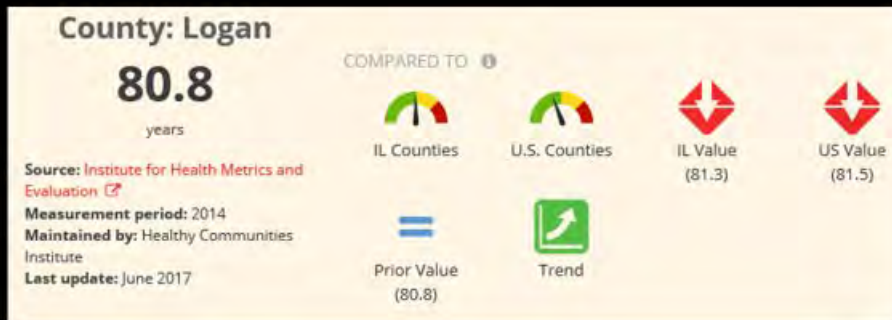 County: Logan
80.8
years
Source: Institute for Health Metrics and
Evaluation
Measurement period: 2014
Maintained by: Healthy Communities
Institute
Last update: June 2017
COMPARED TO
IL Counties
U.S. Counties
IL Value
(81.3)
US Value
(81.5)
Prior Value
(80.8)
Trend